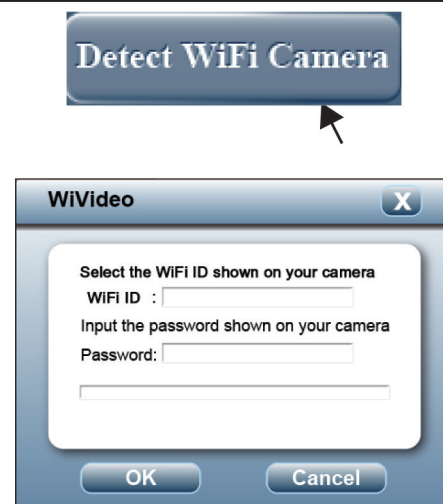 Detect WiFi Camera
WiVideo
X
Select the WiFi ID shown on your camera
WiFi ID :
Input the password shown on your camera
Password:
OK
Cancel